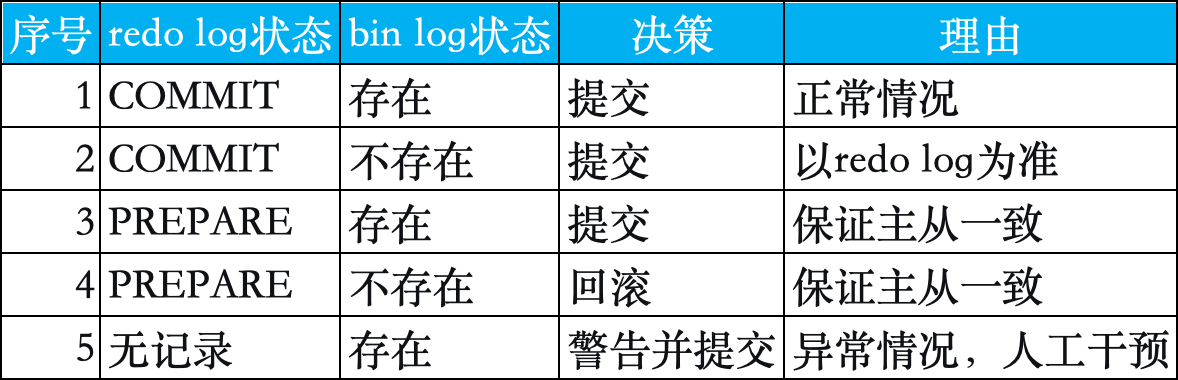 序号 redo log状态 bin log状态 决策 理由
1 COMMIT 存在 提交 正常情况
2 COMMIT 不存在 提交 以redo log为准
3 PREPARE 存在 提交 保证主从一致
4 PREPARE 不存在 回滚 保证主从一致
5 无记录 存在 警告并提交 异常情况，人工干预